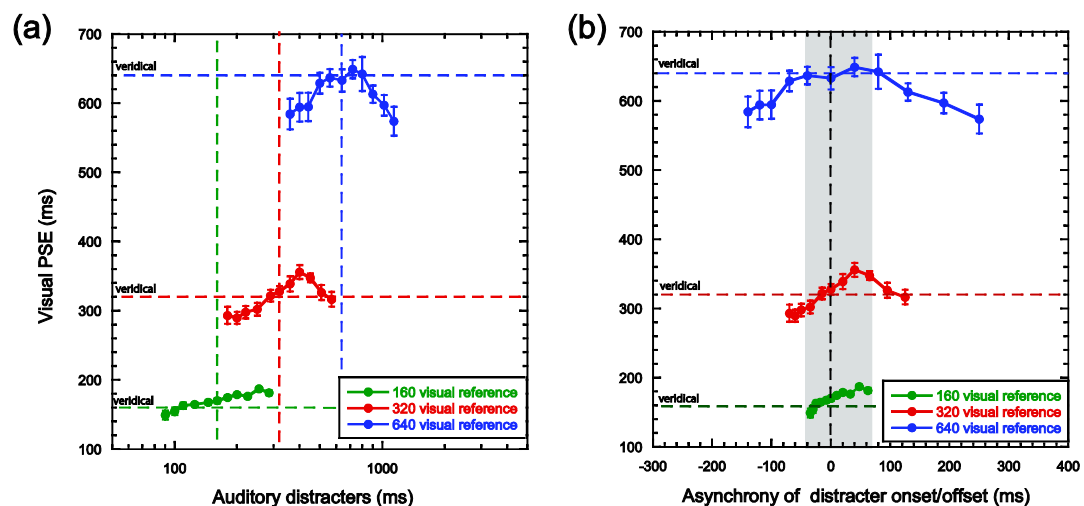 (a)
700
600
500
400
300
200
100
veridical
veridical
veridical
Visual PSE (ms)
160 visual reference
320 visual reference
640 visual reference
100 1000
Auditory distracters (ms)
(b)
700
600
500
400
300
200
100
veridical
veridical
veridical
160 visual reference
320 visual reference
640 visual reference
-300 -200 -100 0 100 200 300 400
Asynchrony of distracter onset/offset (ms)